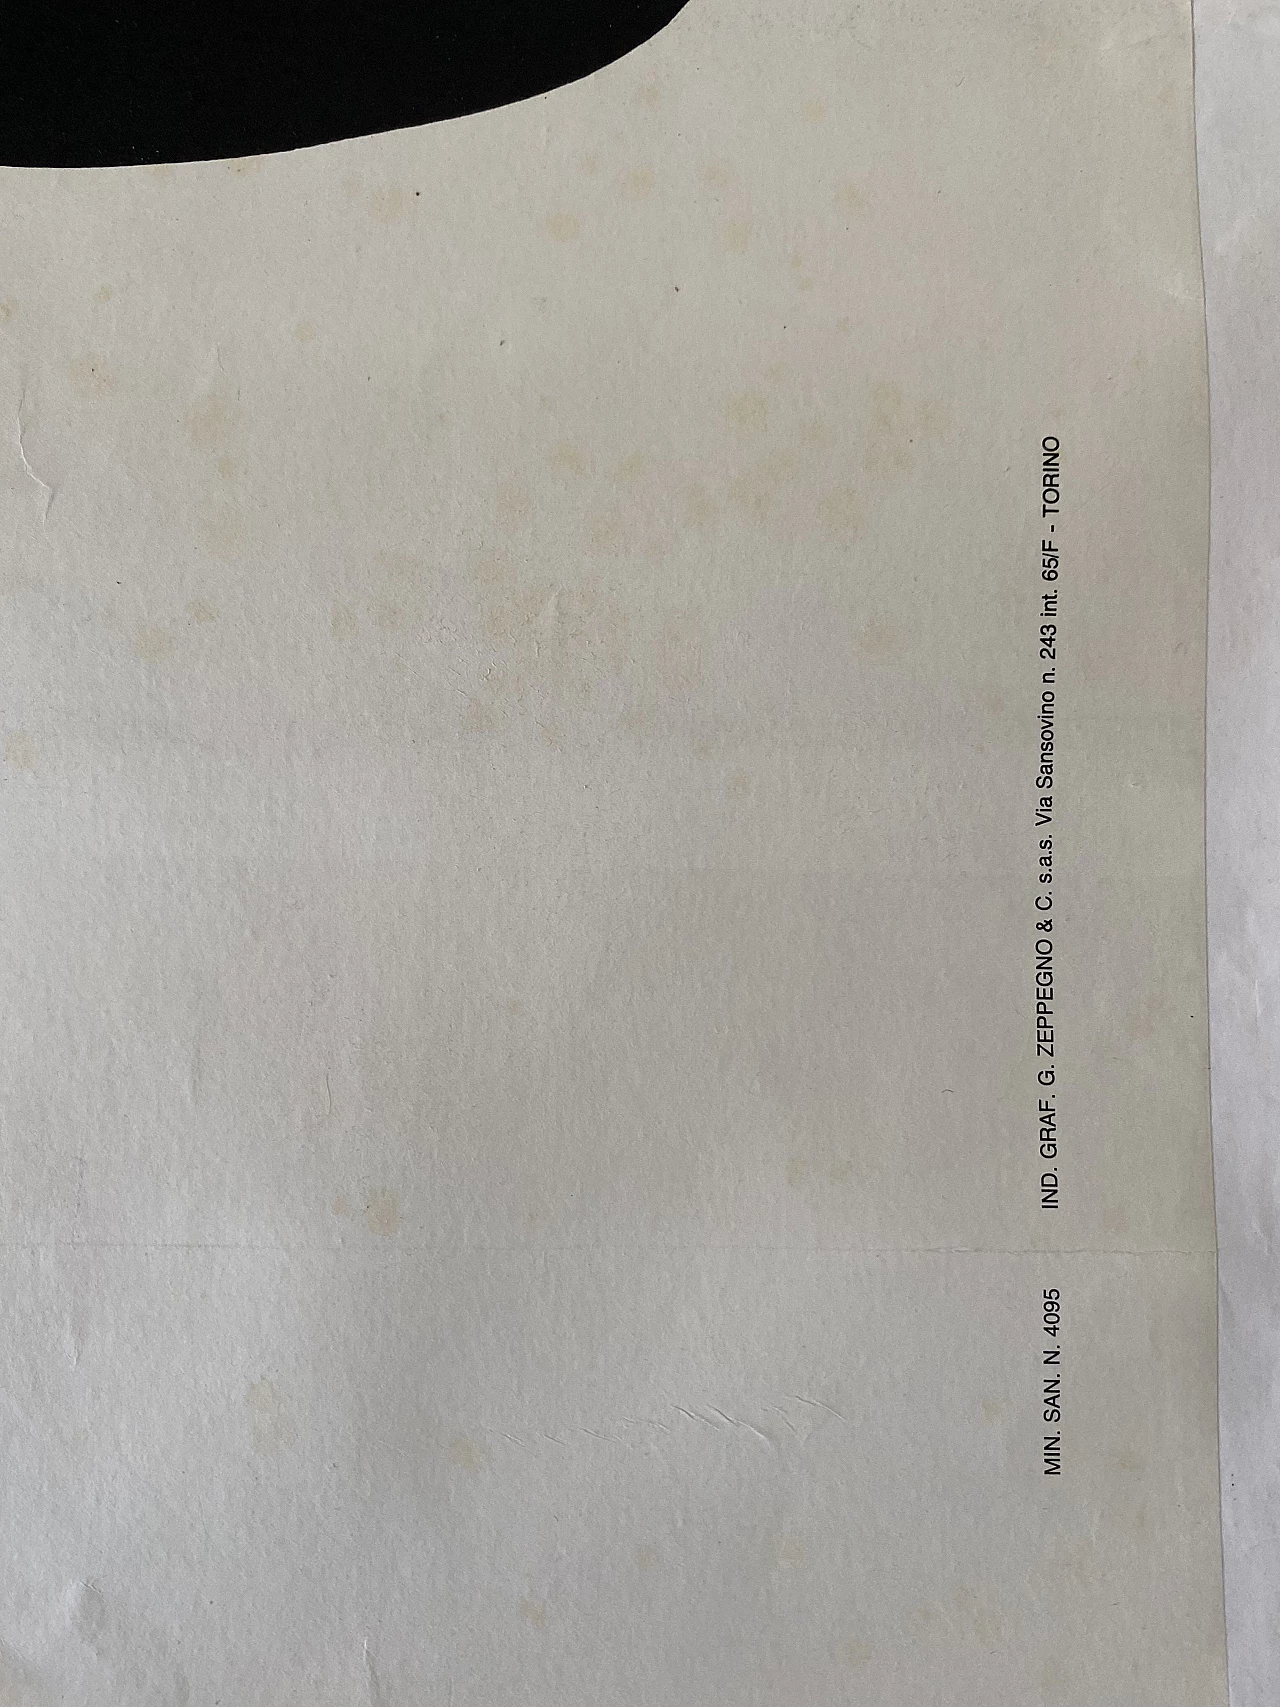 MIN. SAN. N. 4095 IND. GRAF. G. ZEPPEGNO & C. s.a.s. Via Sansovino n. 243 int. 65/F - TORINO